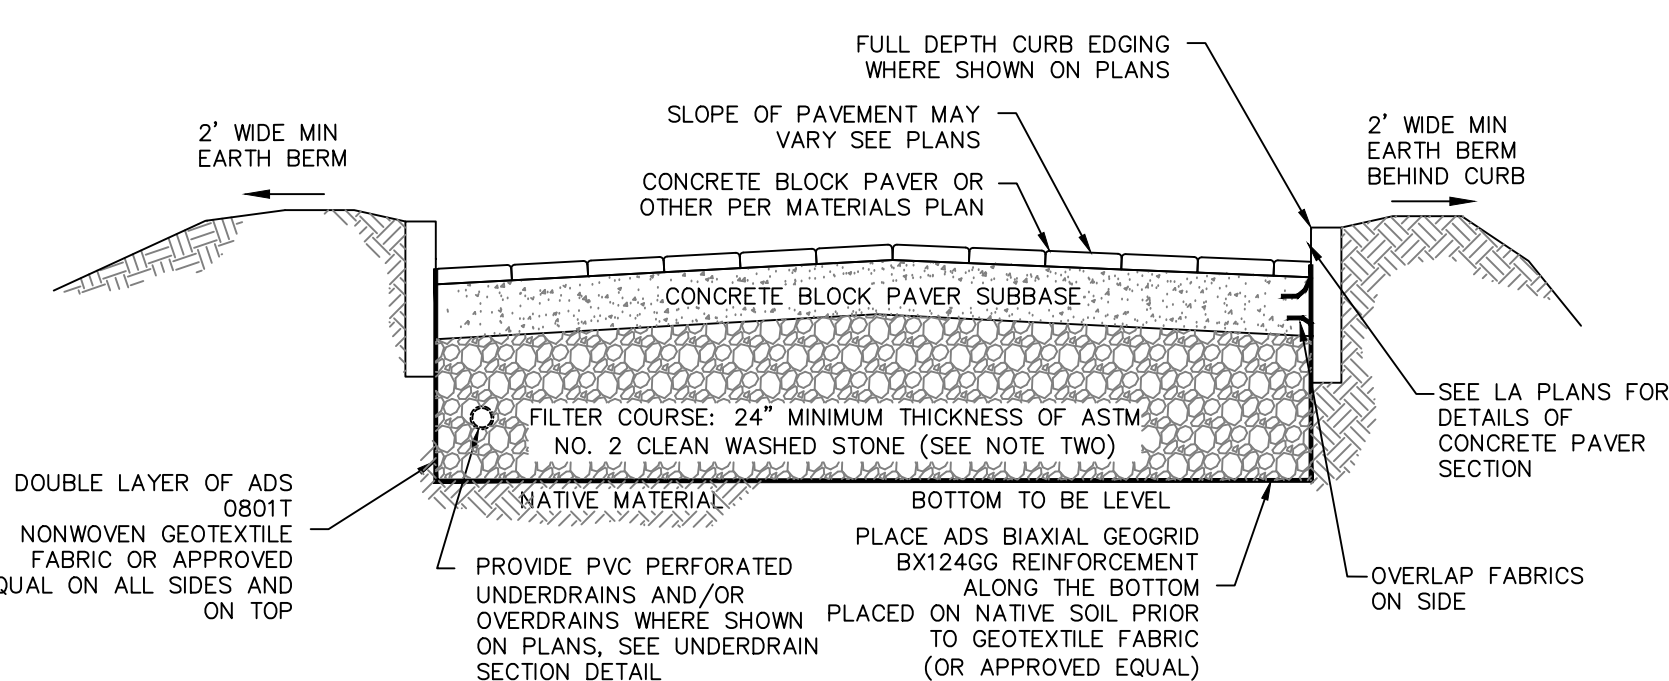 FULL DEPTH CURB EDGING
WHERE SHOWN ON PLANS
SLOPE OF PAVEMENT MAY
VARY SEE PLANS
2' WIDE MIN
EARTH BERM
2' WIDE MIN
EARTH BERM
BEHIND CURB
CONCRETE BLOCK PAVER OR
OTHER PER MATERIALS PLAN
CONCRETE BLOCK PAVER SUBBASE
FILTER COURSE: 24" MINIMUM THICKNESS OF ASTM
NO. 2 CLEAN WASHED STONE (SEE NOTE TWO)
SEE LA PLANS FOR
DETAILS OF
CONCRETE PAVER
SECTION
NATIVE MATERIAL
BOTTOM TO BE LEVEL
DOUBLE LAYER OF ADS
0801T
NONWOVEN GEOTEXTILE
FABRIC OR APPROVED
QUAL ON ALL SIDES AND
ON TOP
PROVIDE PVC PERFORATED
UNDERDRAINS AND/OR
OVERDRAINS WHERE SHOWN
ON PLANS, SEE UNDERDRAIN
SECTION DETAIL
PLACE ADS BIAXIAL GEOGRID
BX124GG REINFORCEMENT
ALONG THE BOTTOM
PLACED ON NATIVE SOIL PRIOR
TO GEOTEXTILE FABRIC
(OR APPROVED EQUAL)
OVERLAP FABRICS
ON SIDE